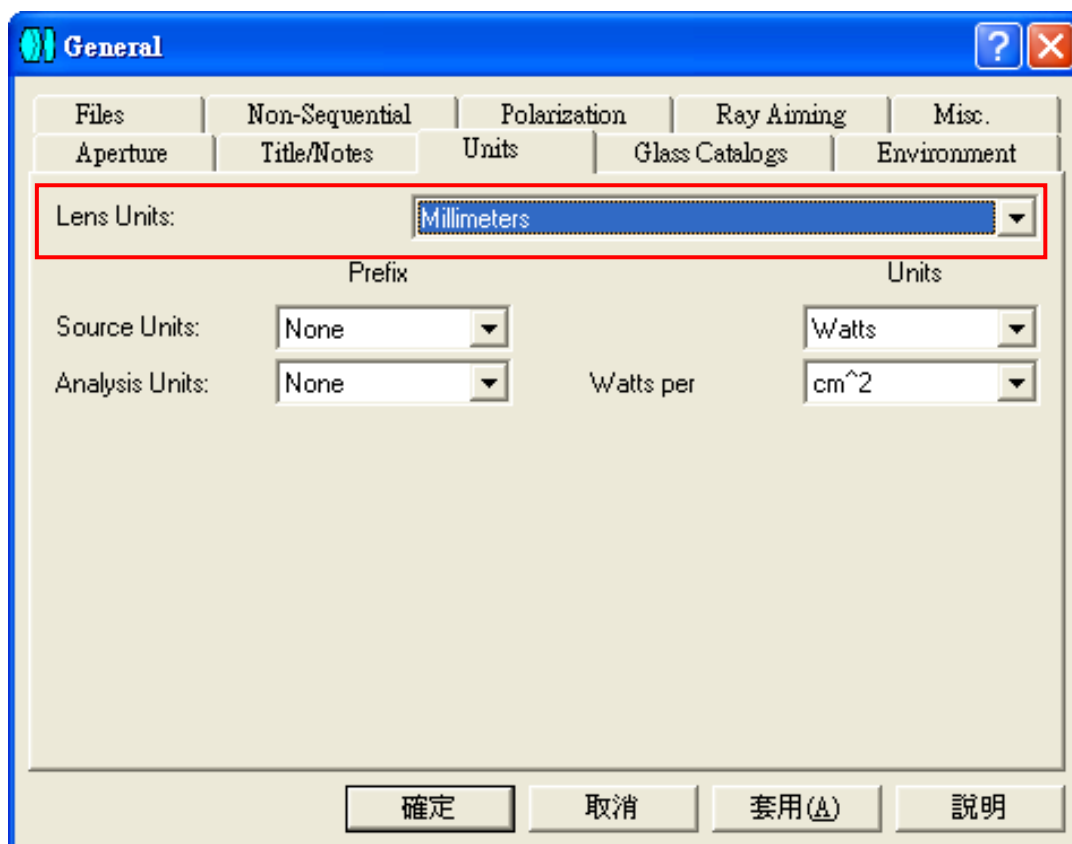 General
Files Non-Sequential Polarization Ray Aiming Misc.
Aperture Title/Notes Units Glass Catalogs Environment
Lens Units: Millimeters
Prefix Units
Source Units: None Watts
Analysis Units: None Watts per cm^2
確定 取消 套用(A) 說明